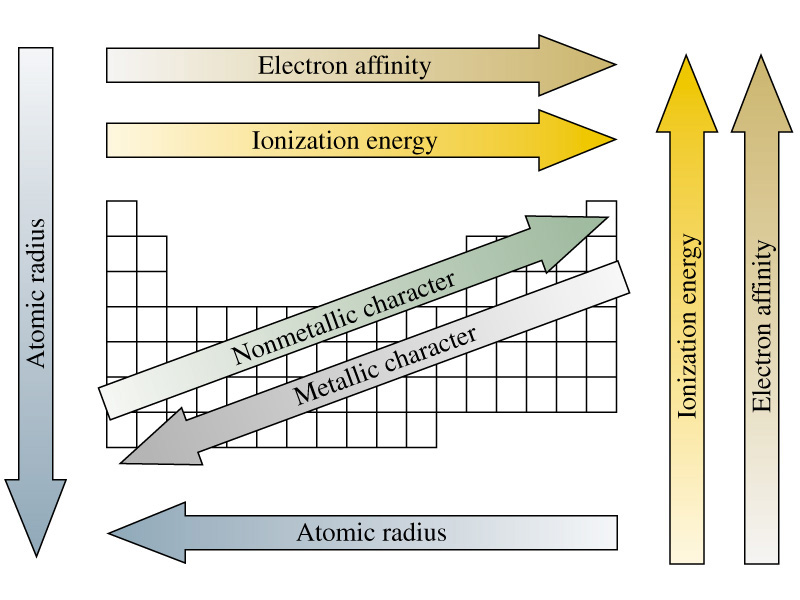 Electron affinity
Ionization energy
Atomic radius
Nonmetallic character
Metallic character
Ionization energy
Electron affinity
Atomic radius